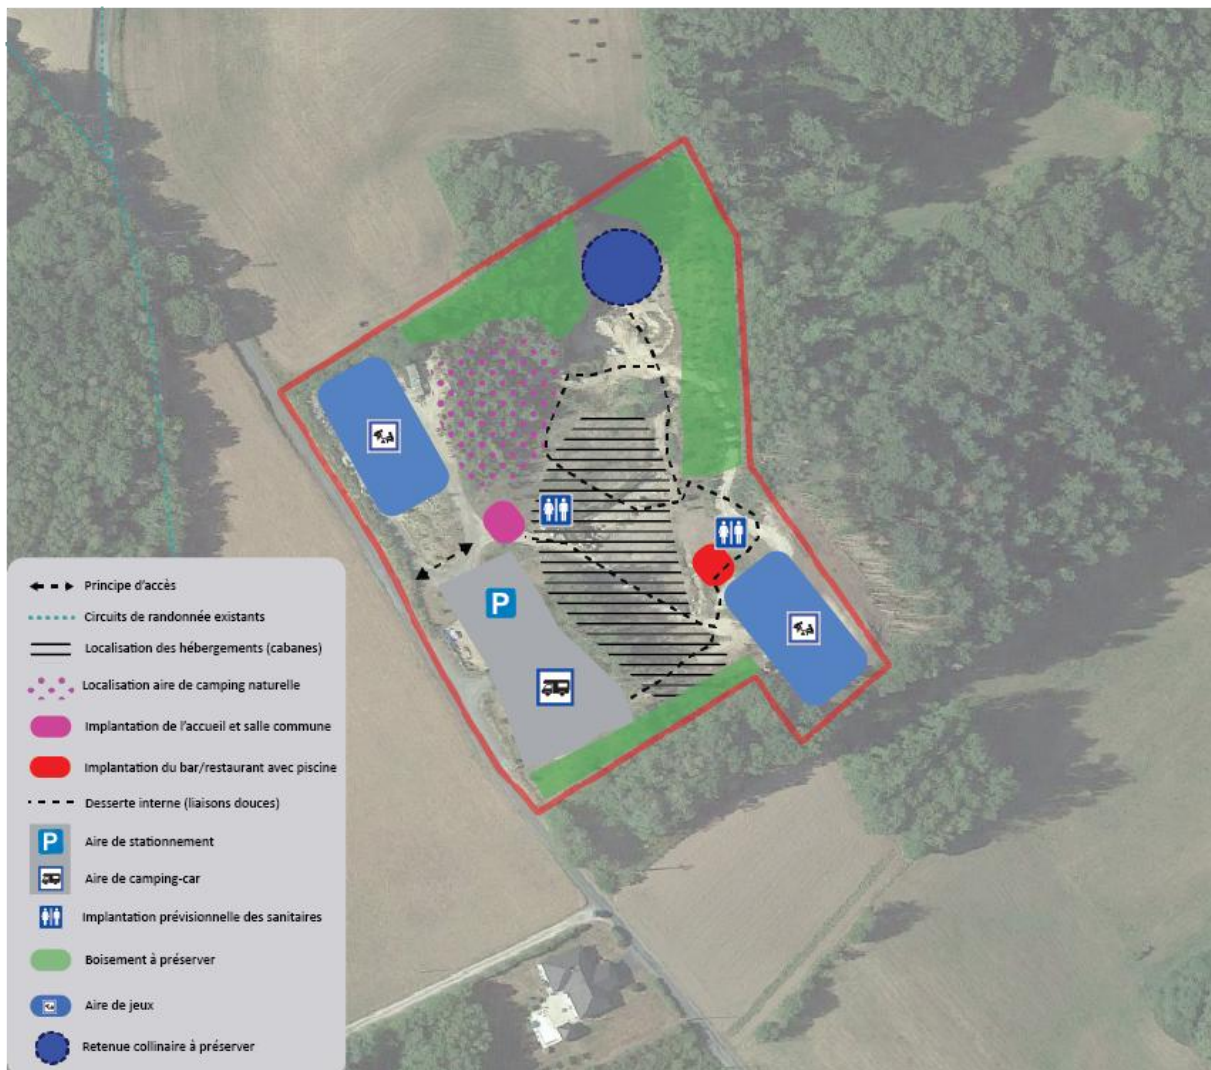 P
Principe d'accès
Circuits de randonnée existants
Localisation des hébergements (cabanes)
Localisation aire de camping naturelle
Implantation de l'accueil et salle commune
Implantation du bar/restaurant avec piscine
Desserte interne (liaisons douces)
P Aire de stationnement
Aire de camping-car
Implantation prévisionnelle des sanitaires
Boisement à préserver
Aire de jeux
Retenue collinaire à préserver